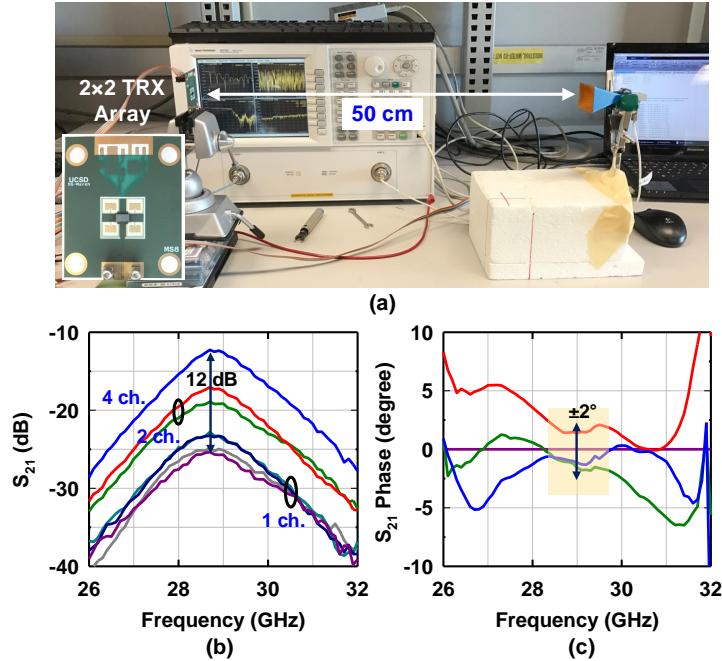 2×2 TRX
Array
50 cm
UCSD
MS8
(a)
-10
-20
-30
-40
S21 (dB)
12 dB
4 ch.
2 ch.
1 ch.
26 28 30 32
Frequency (GHz)
(b)
10
5
0
-5
-10
S21 Phase (degree)
±2°
26 28 30 32
Frequency (GHz)
(c)